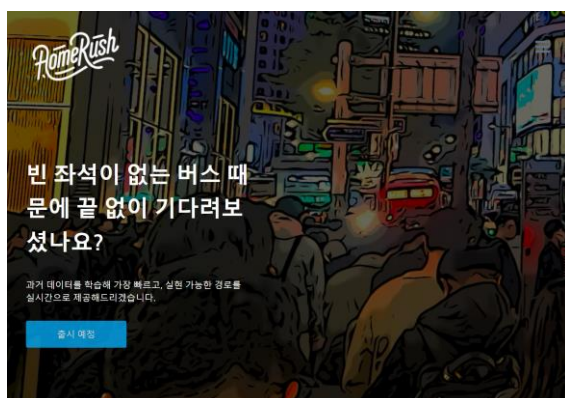 HomeRush
빈 좌석이 없는 버스 때
문에 끝 없이 기다려보
셨나요?
과거 데이터를 학습해 가장 빠르고, 실현 가능한 경로를
실시간으로 제공해드리겠습니다.
출시 예정